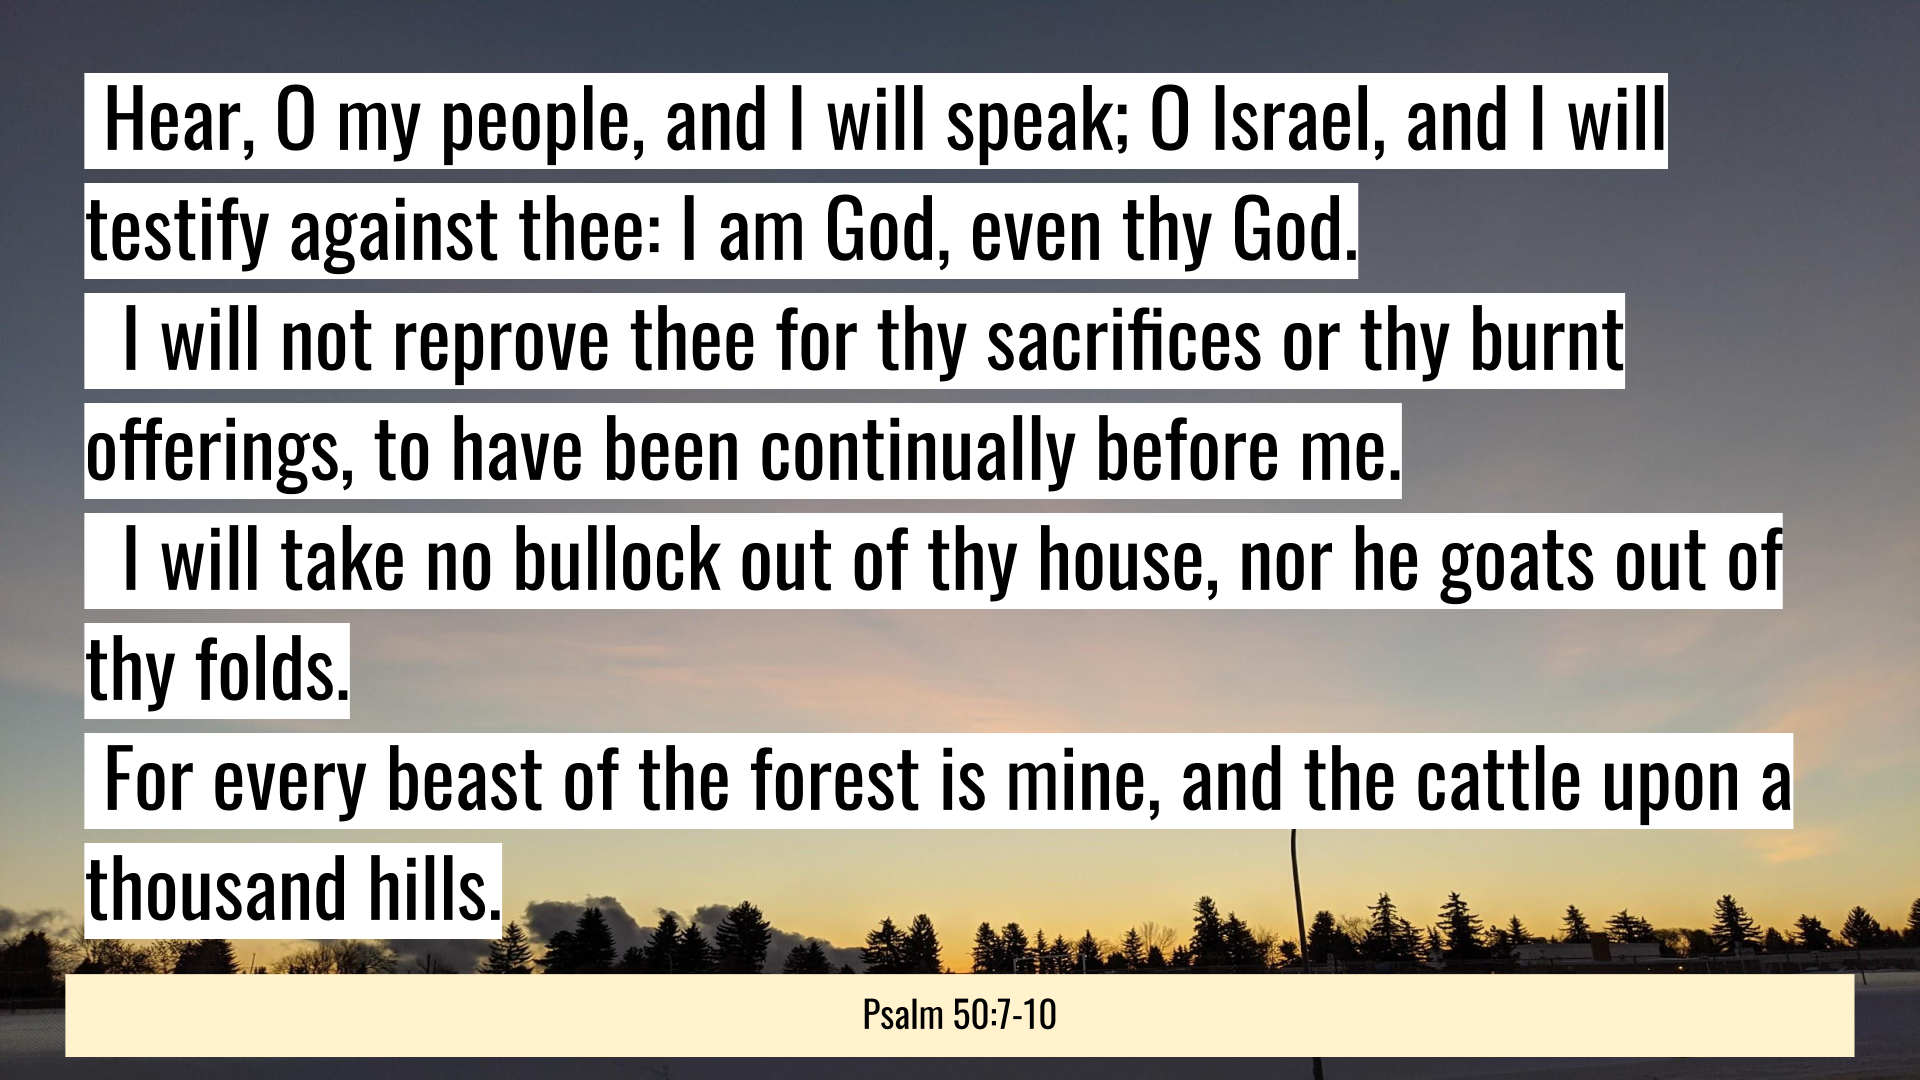 Hear, O my people, and I will speak; O Israel, and I will
testify against thee: I am God, even thy God.
I will not reprove thee for thy sacrifices or thy burnt
offerings, to have been continually before me.
I will take no bullock out of thy house, nor he goats out of
thy folds.
For every beast of the forest is mine, and the cattle upon a
thousand hills.
Psalm 50:7-10